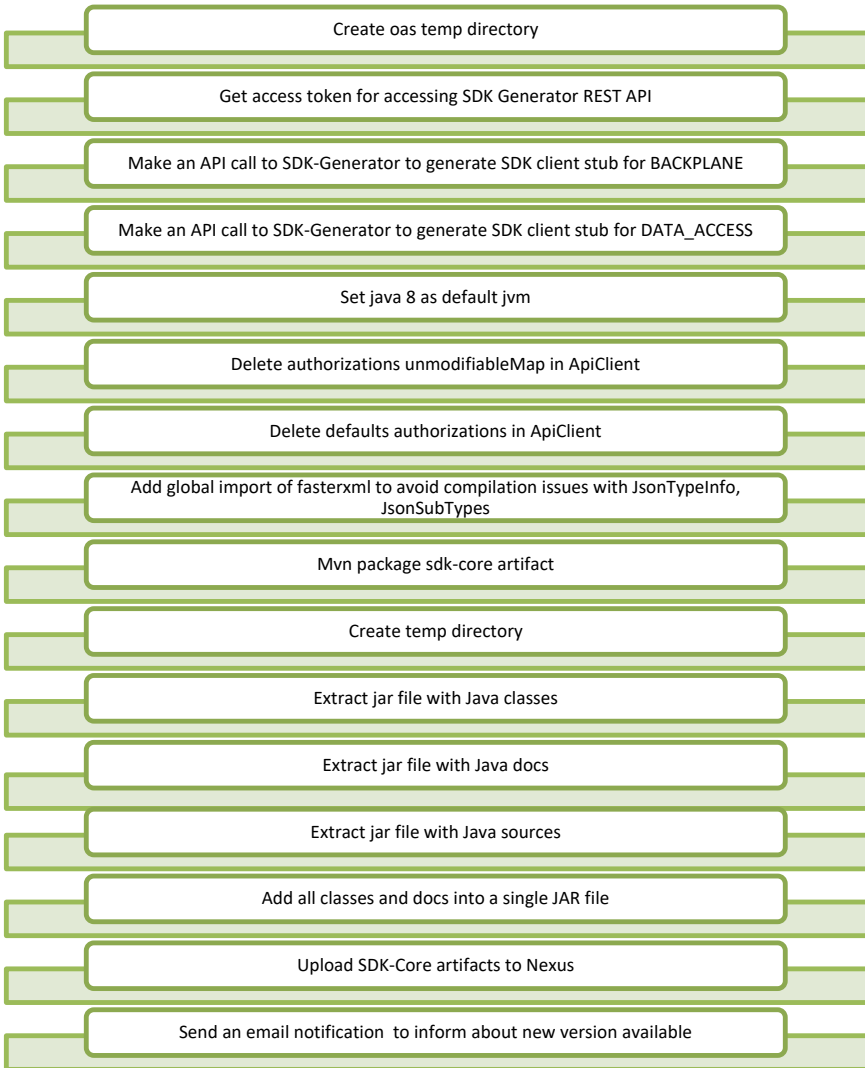 Create oas temp directory
Get access token for accessing SDK Generator REST API
Make an API call to SDK-Generator to generate SDK client stub for BACKPLANE
Make an API call to SDK-Generator to generate SDK client stub for DATA_ACCESS
Set java 8 as default jvm
Delete authorizations unmodifiableMap in ApiClient
Delete defaults authorizations in ApiClient
Add global import of fasterxml to avoid compilation issues with JsonTypeInfo,
JsonSubTypes
Mvn package sdk-core artifact
Create temp directory
Extract jar file with Java classes
Extract jar file with Java docs
Extract jar file with Java sources
Add all classes and docs into a single JAR file
Upload SDK-Core artifacts to Nexus
Send an email notification  to inform about new version available